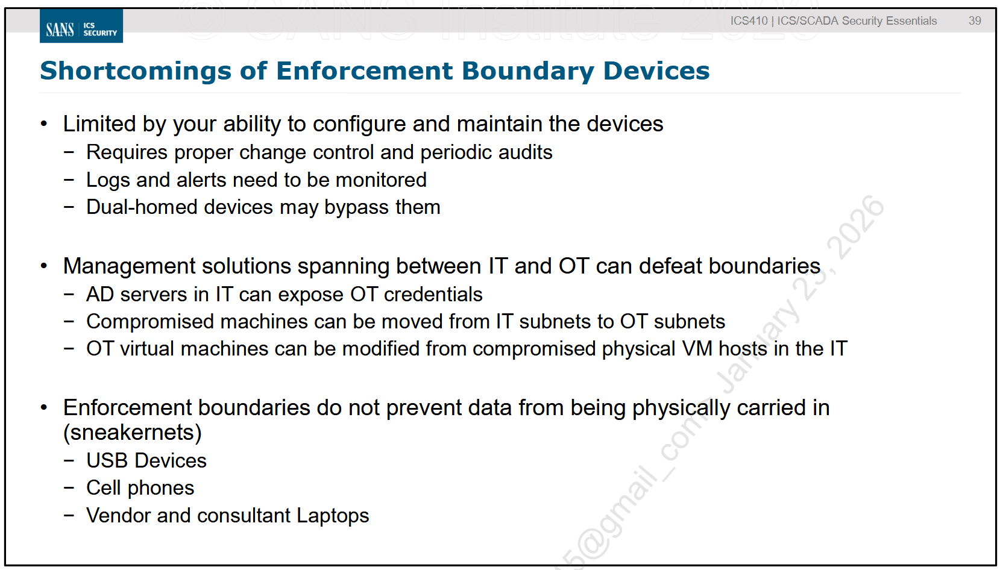 © SANS Institute 2023
SANS
ICS
SECURITY
ICS410 | ICS/SCADA Security Essentials 39
Shortcomings of Enforcement Boundary Devices
• Limited by your ability to configure and maintain the devices
− Requires proper change control and periodic audits
− Logs and alerts need to be monitored
− Dual-homed devices may bypass them
• Management solutions spanning between IT and OT can defeat boundaries
− AD servers in IT can expose OT credentials
− Compromised machines can be moved from IT subnets to OT subnets
− OT virtual machines can be modified from compromised physical VM hosts in the IT
• Enforcement boundaries do not prevent data from being physically carried in
(sneakernets)
− USB Devices
− Cell phones
− Vendor and consultant Laptops
5@gmail_com - January 23, 2026